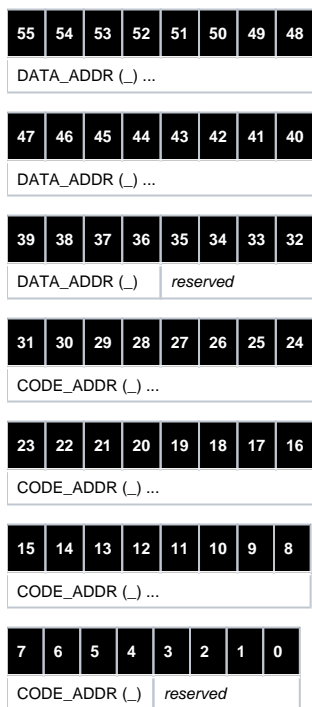 55 54 53 52 51 50 49 48
DATA_ADDR (_) ...
47 46 45 44 43 42 41 40
DATA_ADDR (_) ...
39 38 37 36 35 34 33 32
DATA_ADDR (_) reserved
31 30 29 28 27 26 25 24
CODE_ADDR (_) ...
23 22 21 20 19 18 17 16
CODE_ADDR (_) ...
15 14 13 12 11 10 9 8
CODE_ADDR (_) ...
7 6 5 4 3 2 1 0
CODE_ADDR (_) reserved